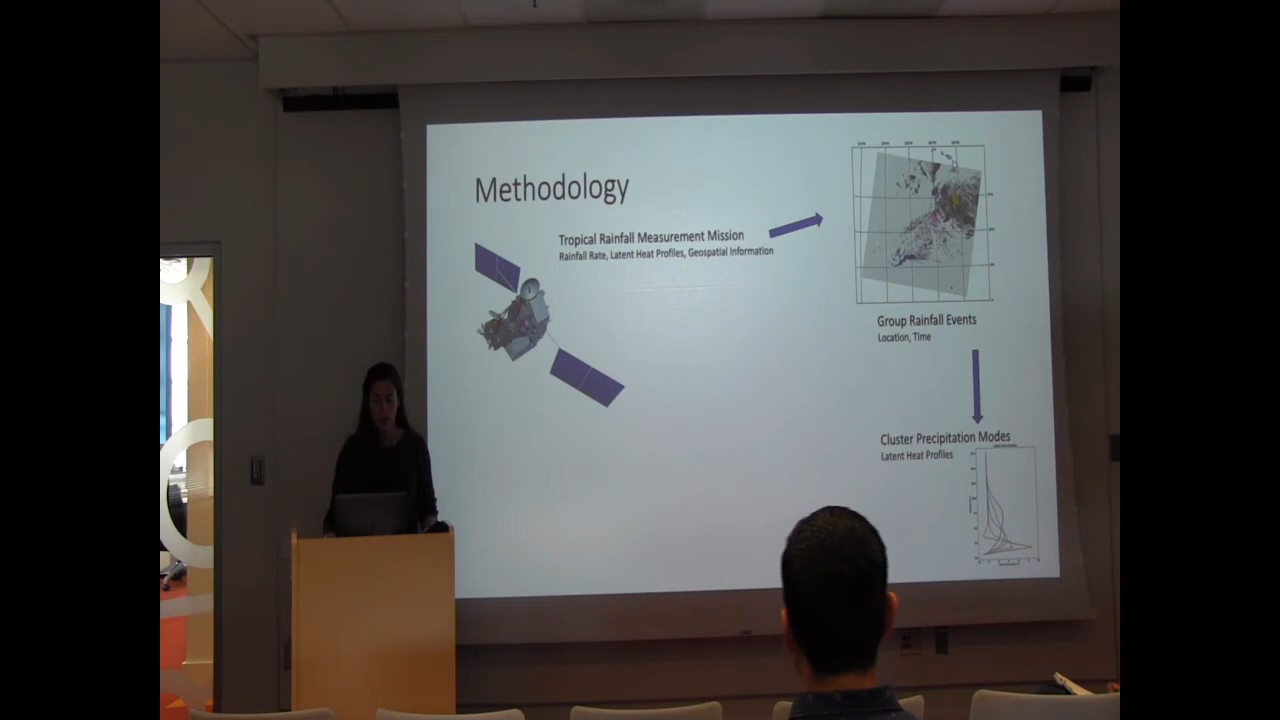 Methodology
Tropical Rainfall Measurement Mission
Rainfall Rate, Latent Heat Profiles, Geospatial Information
Group Rainfall Events
Location, Time
Cluster Precipitation Modes
Latent Heat Profiles